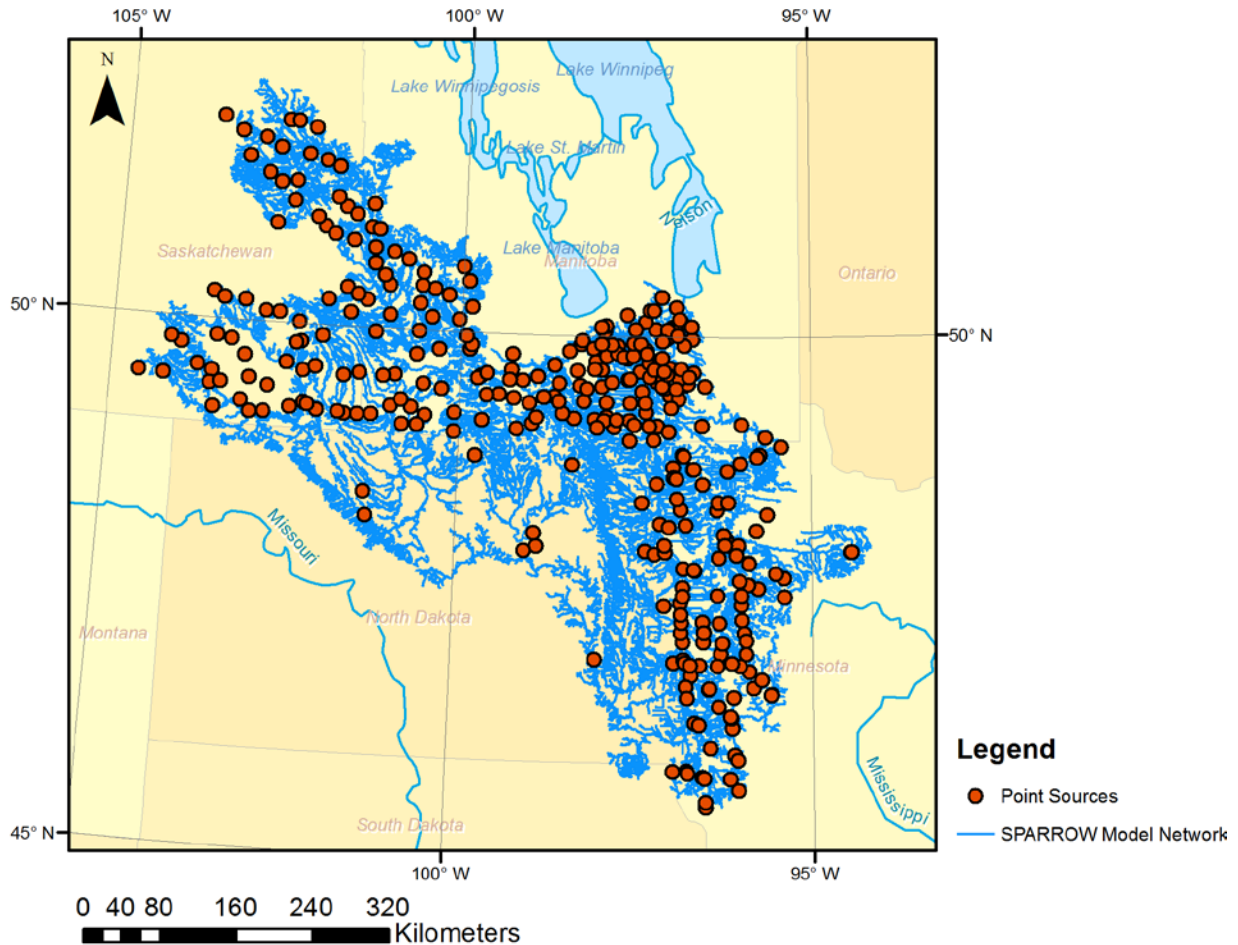 105° W 100° W 95° W
N
Lake Winnipeg
Lake Winnipegosis
Lake St. Martin
Nelson
Saskatchewan
Lake Manitoba
Manitoba
Ontario
50° N
50° N
Missouri
North Dakota
Montana
Minnesota
Legend
Point Sources
Mississippi
South Dakota
SPARROW Model Network
45° N
100° W 95° W
0 40 80 160 240 320
Kilometers